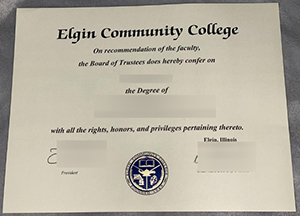 Elgin Community College
On recommendation of the faculty,
the Board of Trustees does hereby confer on
the Degree of
with all the rights, honors, and privileges pertaining thereto.
Elgin, Illinois
President